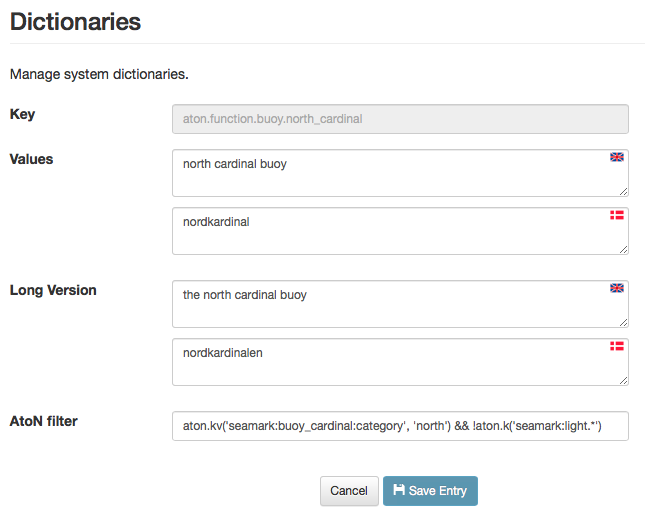 Dictionaries
Manage system dictionaries.
Key
aton.function.buoy.north_cardinal
Values
north cardinal buoy
nordkardinal
Long Version
the north cardinal buoy
nordkardinalen
AtoN filter
aton.kv('seamark:buoy_cardinal:category', 'north') && !aton.k('seamark:light.*')
Cancel
Save Entry